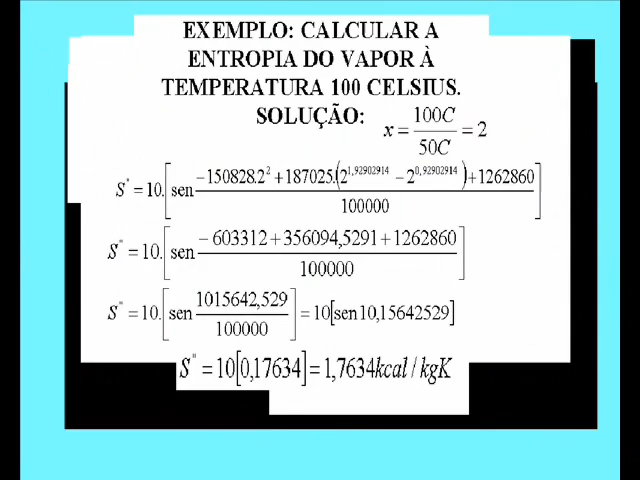 EXEMPLO: CALCULAR A
ENTROPIA DO VAPOR À
TEMPERATURA 100 CELSIUS.
SOLUÇÃO: x = 100C / 50C = 2
S" = 10.[sen (-150828.2² + 187025.(2^1,92902914 - 2^0,92902914) + 1262860) / 100000]
S" = 10.[sen (-603312 + 356094,5291 + 1262860) / 100000]
S" = 10.[sen 1015642,529 / 100000] = 10[sen10,15642529]
S" = 10[0,17634] = 1,7634kcal / kgK